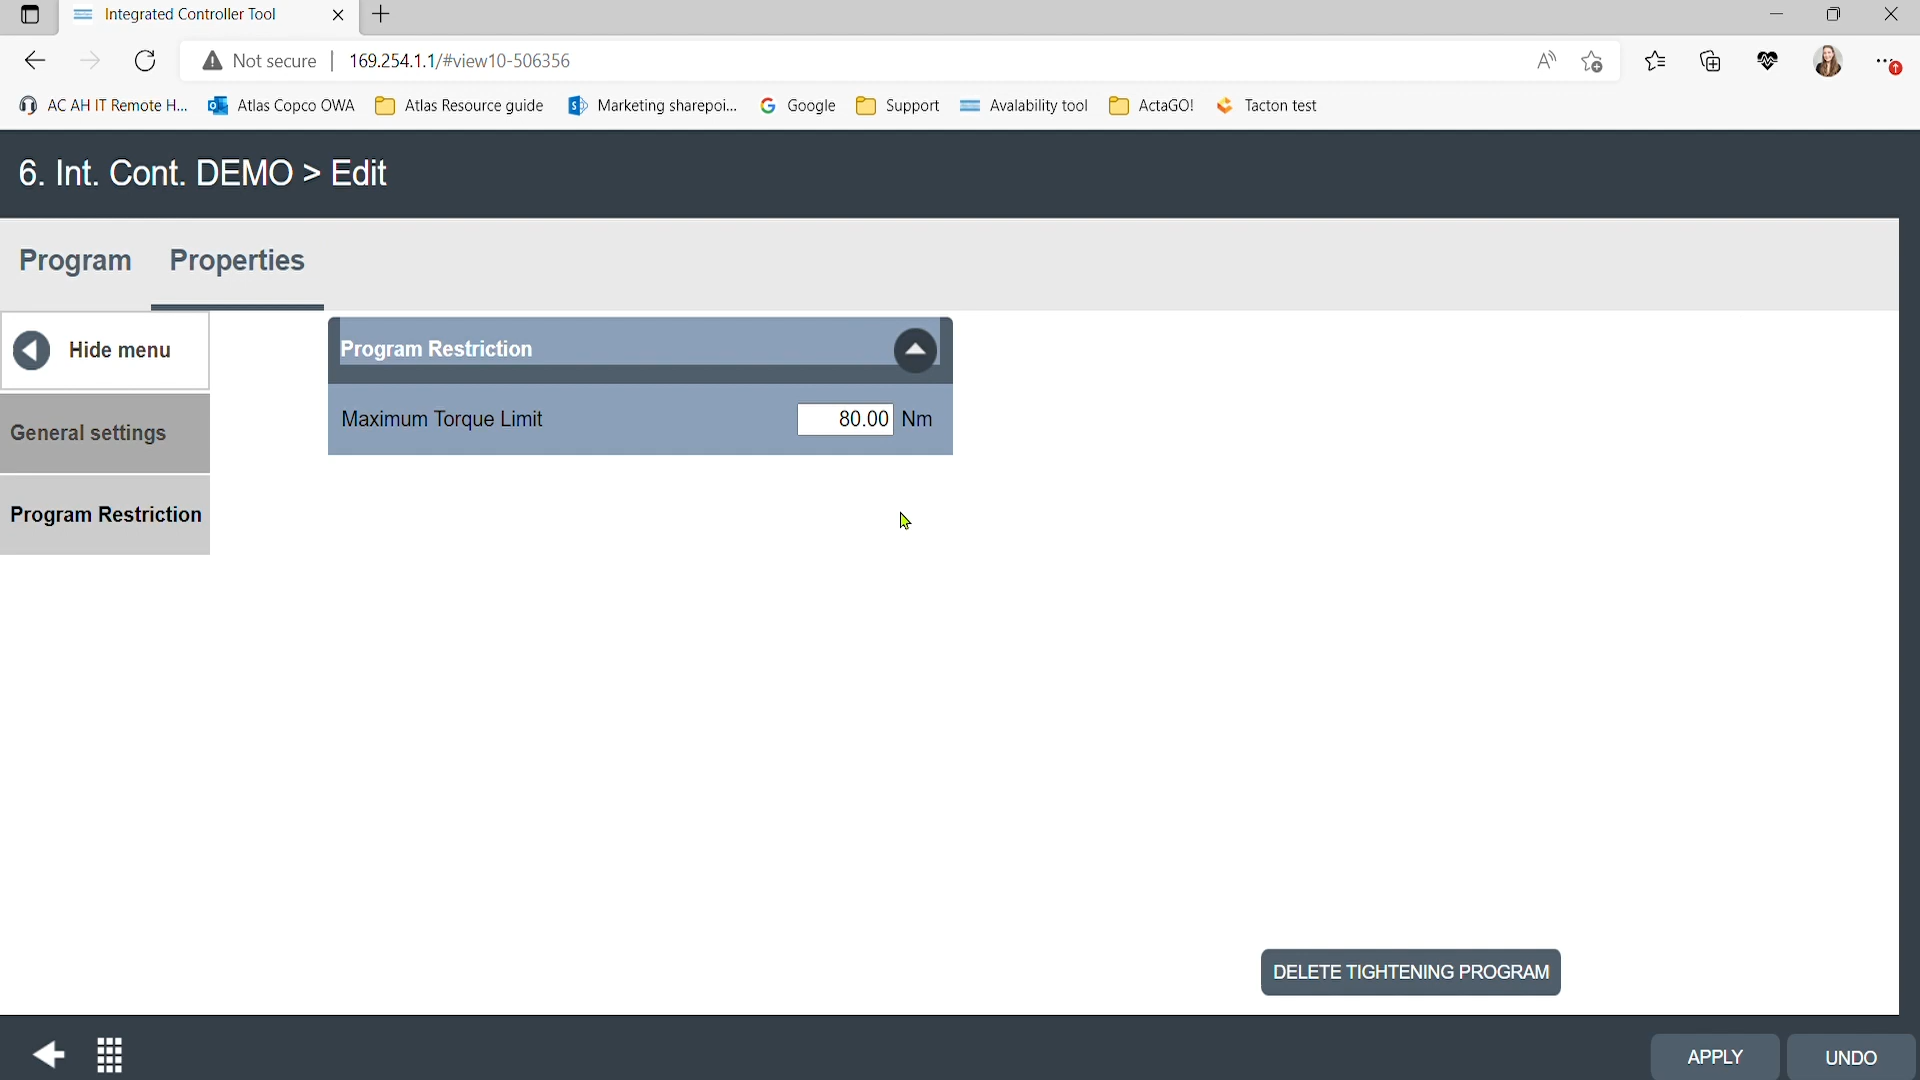 Integrated Controller Tool
Not secure 169.254.1.1/#view10-506356
AC AH IT Remote H... Atlas Copco OWA Atlas Resource guide Marketing sharepoi... Google Support Avalability tool ActaGO! Tacton test
6. Int. Cont. DEMO > Edit
Program Properties
Hide menu
General settings
Program Restriction
Program Restriction
Maximum Torque Limit 80.00 Nm
DELETE TIGHTENING PROGRAM
APPLY UNDO